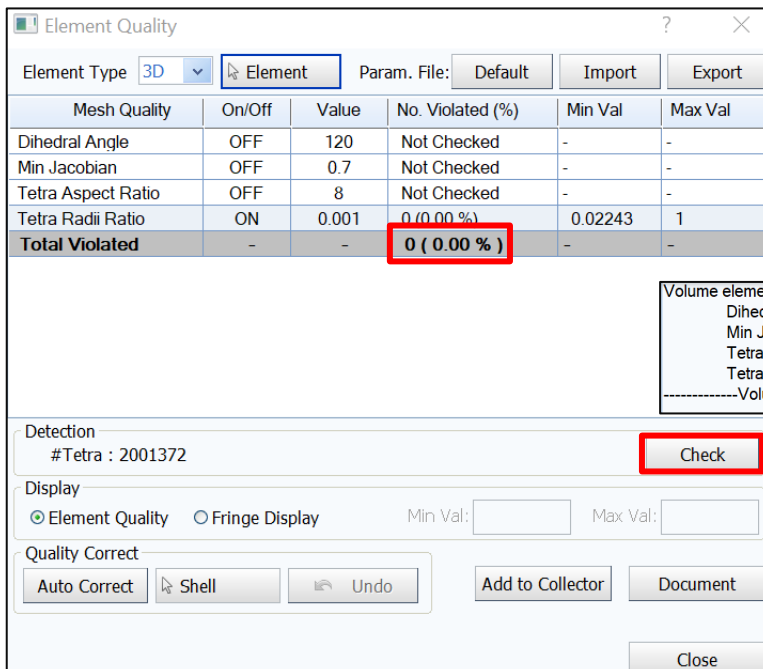 Element Quality ?
Element Type 3D Element Param. File: Default Import Export
Mesh Quality On/Off Value No. Violated (%) Min Val Max Val
Dihedral Angle OFF 120 Not Checked - -
Min Jacobian OFF 0.7 Not Checked - -
Tetra Aspect Ratio OFF 8 Not Checked - -
Tetra Radii Ratio ON 0.001 0 (0.00 %) 0.02243 1
Total Violated - - 0 ( 0.00 % ) - -
Volume eleme
Dihed
Min J
Tetra
Tetra
-------------Volu
Detection
#Tetra : 2001372 Check
Display
Element Quality Fringe Display Min Val: Max Val:
Quality Correct
Auto Correct Shell Undo Add to Collector Document
Close